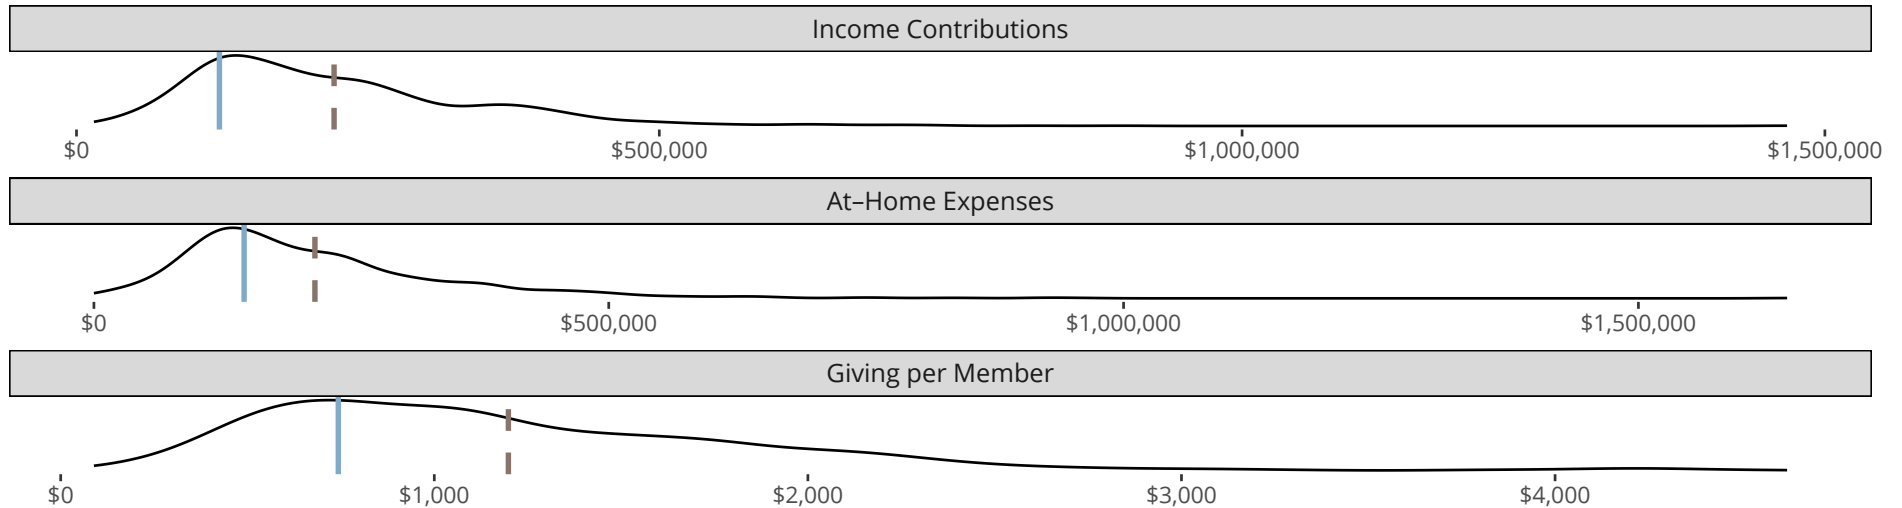 Income Contributions
$0 $500,000 $1,000,000 $1,500,000
At–Home Expenses
$0 $500,000 $1,000,000 $1,500,000
Giving per Member
$0 $1,000 $2,000 $3,000 $4,000